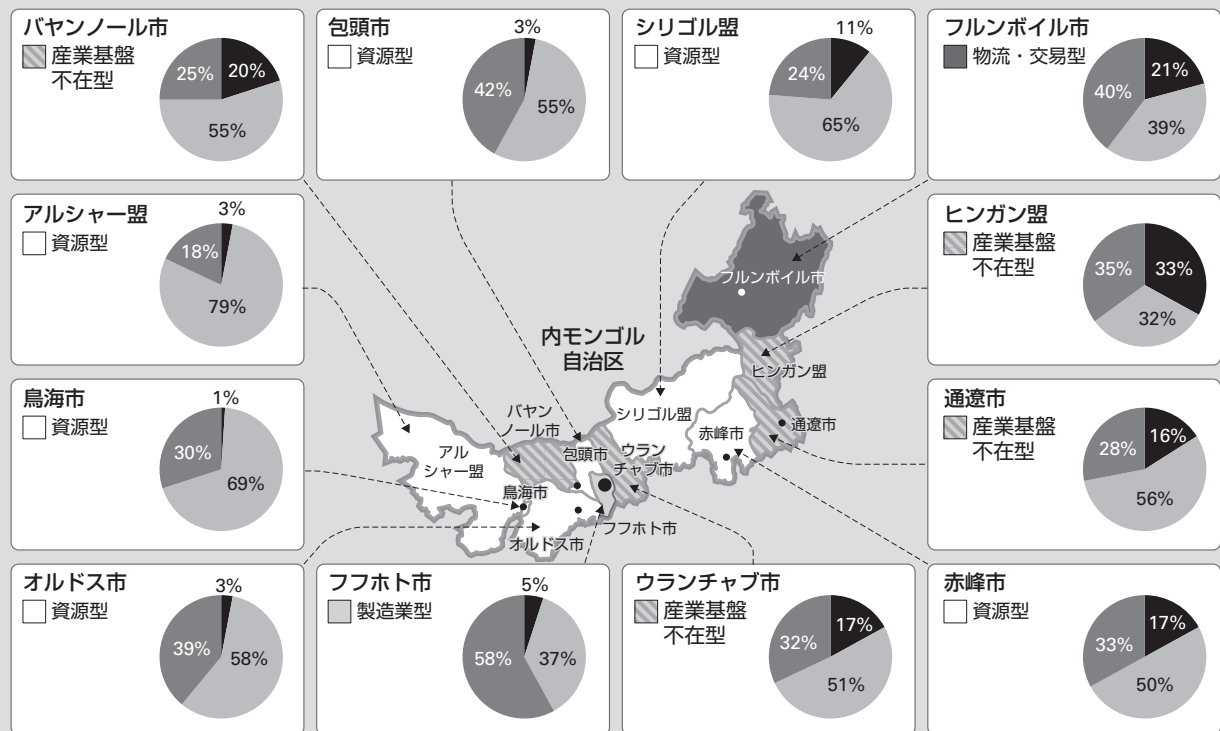 バヤンノール市
産業基盤
不在型
25%
20%
55%
包頭市
資源型
3%
42%
55%
シリゴル盟
資源型
11%
24%
65%
フルンボイル市
物流・交易型
21%
40%
39%
アルシャー盟
資源型
3%
18%
79%
ヒンガン盟
産業基盤
不在型
35%
33%
32%
烏海市
資源型
1%
30%
69%
通遼市
産業基盤
不在型
28%
16%
56%
内モンゴル
自治区
フルンボイル市
ヒンガン盟
シリゴル盟
通遼市
赤峰市
バヤン
ノール市
包頭市
ウラン
チャブ市
アル
シャー盟
烏海市
フフホト市
オルドス市
オルドス市
資源型
3%
39%
58%
フフホト市
製造業型
5%
58%
37%
ウランチャブ市
産業基盤
不在型
32%
17%
51%
赤峰市
資源型
33%
17%
50%